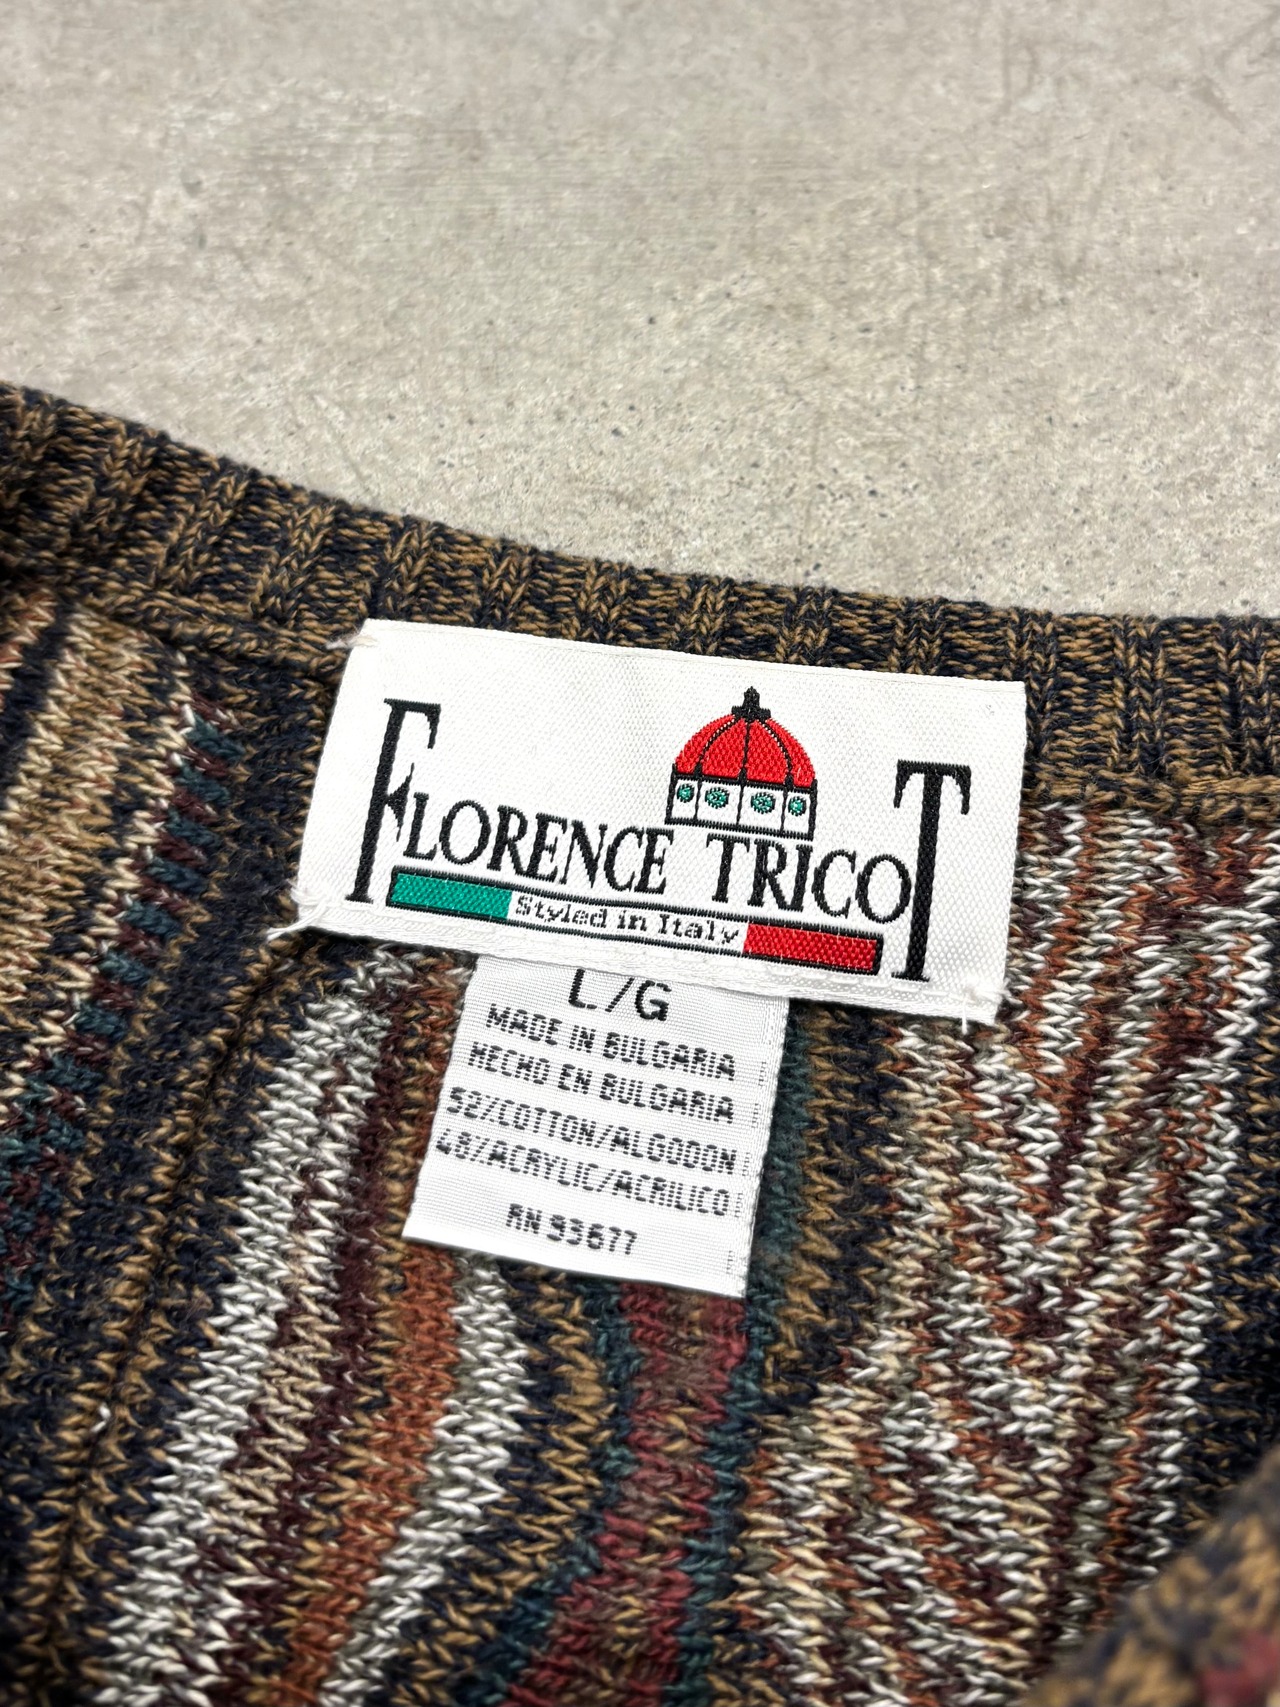 FLORENCE TRICOT
Styled in Italy
L/G
MADE IN BULGARIA
HECHO EN BULGARIA
52%COTTON/ALGODON
48%ACRYLIC/ACRILICO
RN 93677